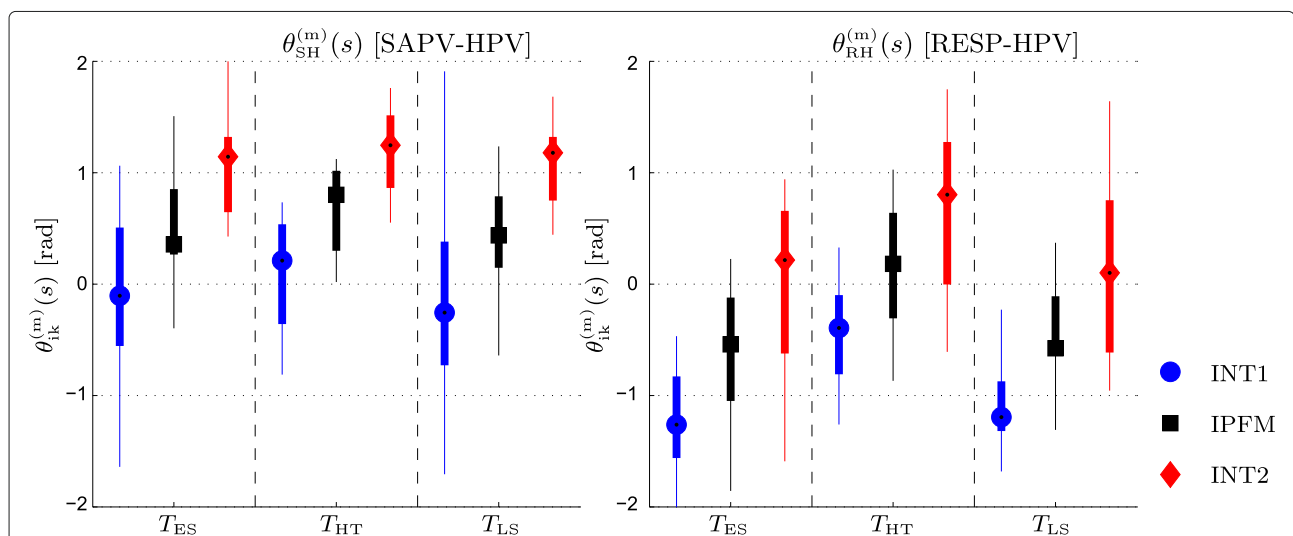 θ_SH^(m)(s) [SAPV-HPV]
2
1
0
−1
−2
θ_ik^(m)(s) [rad]
T_ES T_HT T_LS
θ_RH^(m)(s) [RESP-HPV]
2
1
0
−1
−2
θ_ik^(m)(s) [rad]
T_ES T_HT T_LS
INT1
IPFM
INT2